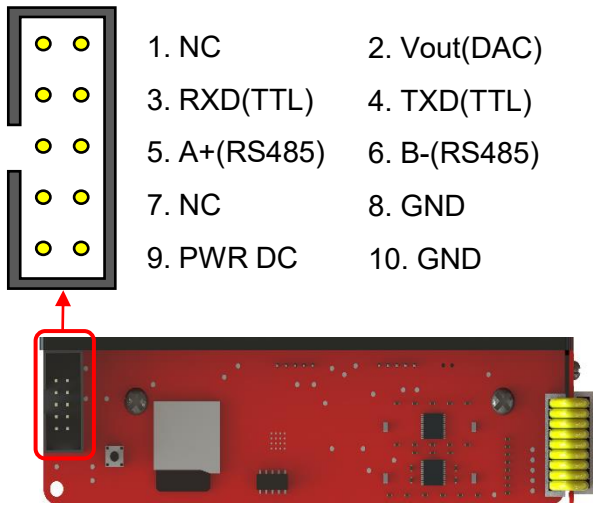 1. NC 2. Vout(DAC)
3. RXD(TTL) 4. TXD(TTL)
5. A+(RS485) 6. B-(RS485)
7. NC 8. GND
9. PWR DC 10. GND